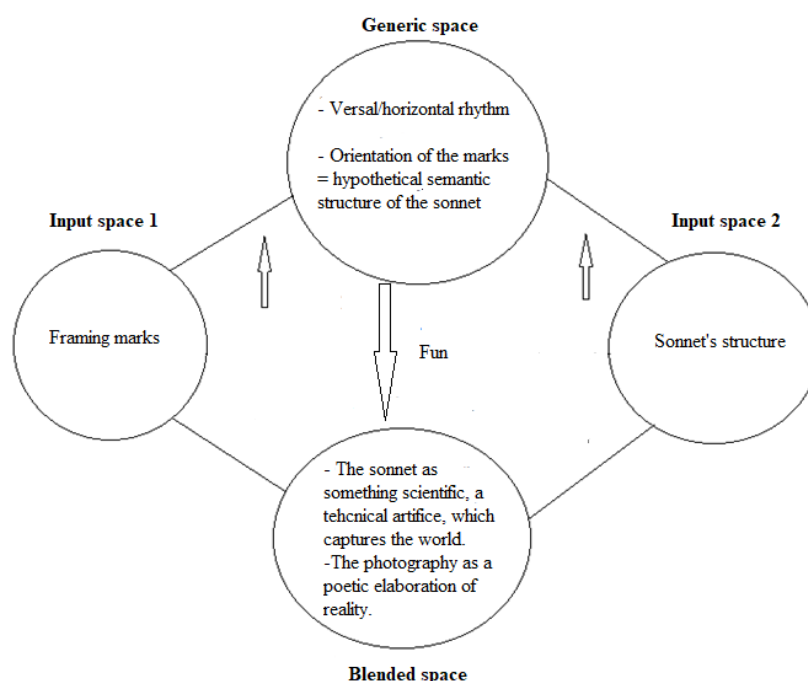 Generic space
- Versal/horizontal rhythm
- Orientation of the marks
= hypothetical semantic
structure of the sonnet
Input space 1
Input space 2
Framing marks
Sonnet's structure
Fun
- The sonnet as
something scientific, a
tehcnical artifice, which
captures the world.
-The photography as a
poetic elaboration of
reality.
Blended space